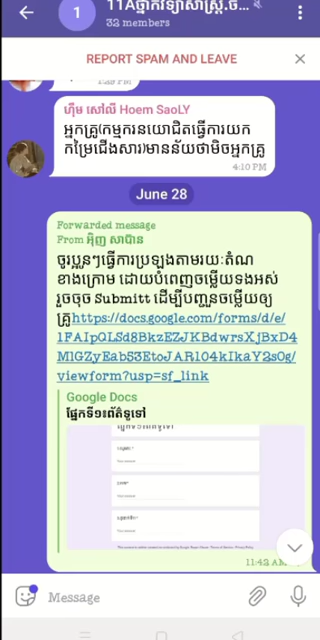 11Aថ្នាក់វិទ្យាសាស្ត្រ.ច...
32 members
REPORT SPAM AND LEAVE
1:29 PM
ហ៊ឹម សៅលី Hoem SaoLY
អ្នកគ្រូ(កម្មករនយោជិតធ្វើការយក
កម្រៃជើងសារ)មានន័យថាមិចអ្នកគ្រូ
4:10 PM
June 28
Forwarded message
From អ៊ិញ សាប៊ាន
ចូរប្អូនៗធ្វើការប្រឡងតាមរយៈតំណ
ខាងក្រោម ដោយបំពេញចម្លើយទងអស់
រួចចុច Submitt ដើម្បីបញ្ជូនចម្លើយឲ្យ
គ្រូhttps://docs.google.com/forms/d/e/
1FAIpQLSd8BkzEZJKBdwrsXjBxD4
M1GZyEab53EtoJAR1O4kIkaY2s0g/
viewform?usp=sf_link
Google Docs
ផ្នែកទី១៖ព័ត៌ទូទៅ
11:42 AM
Message